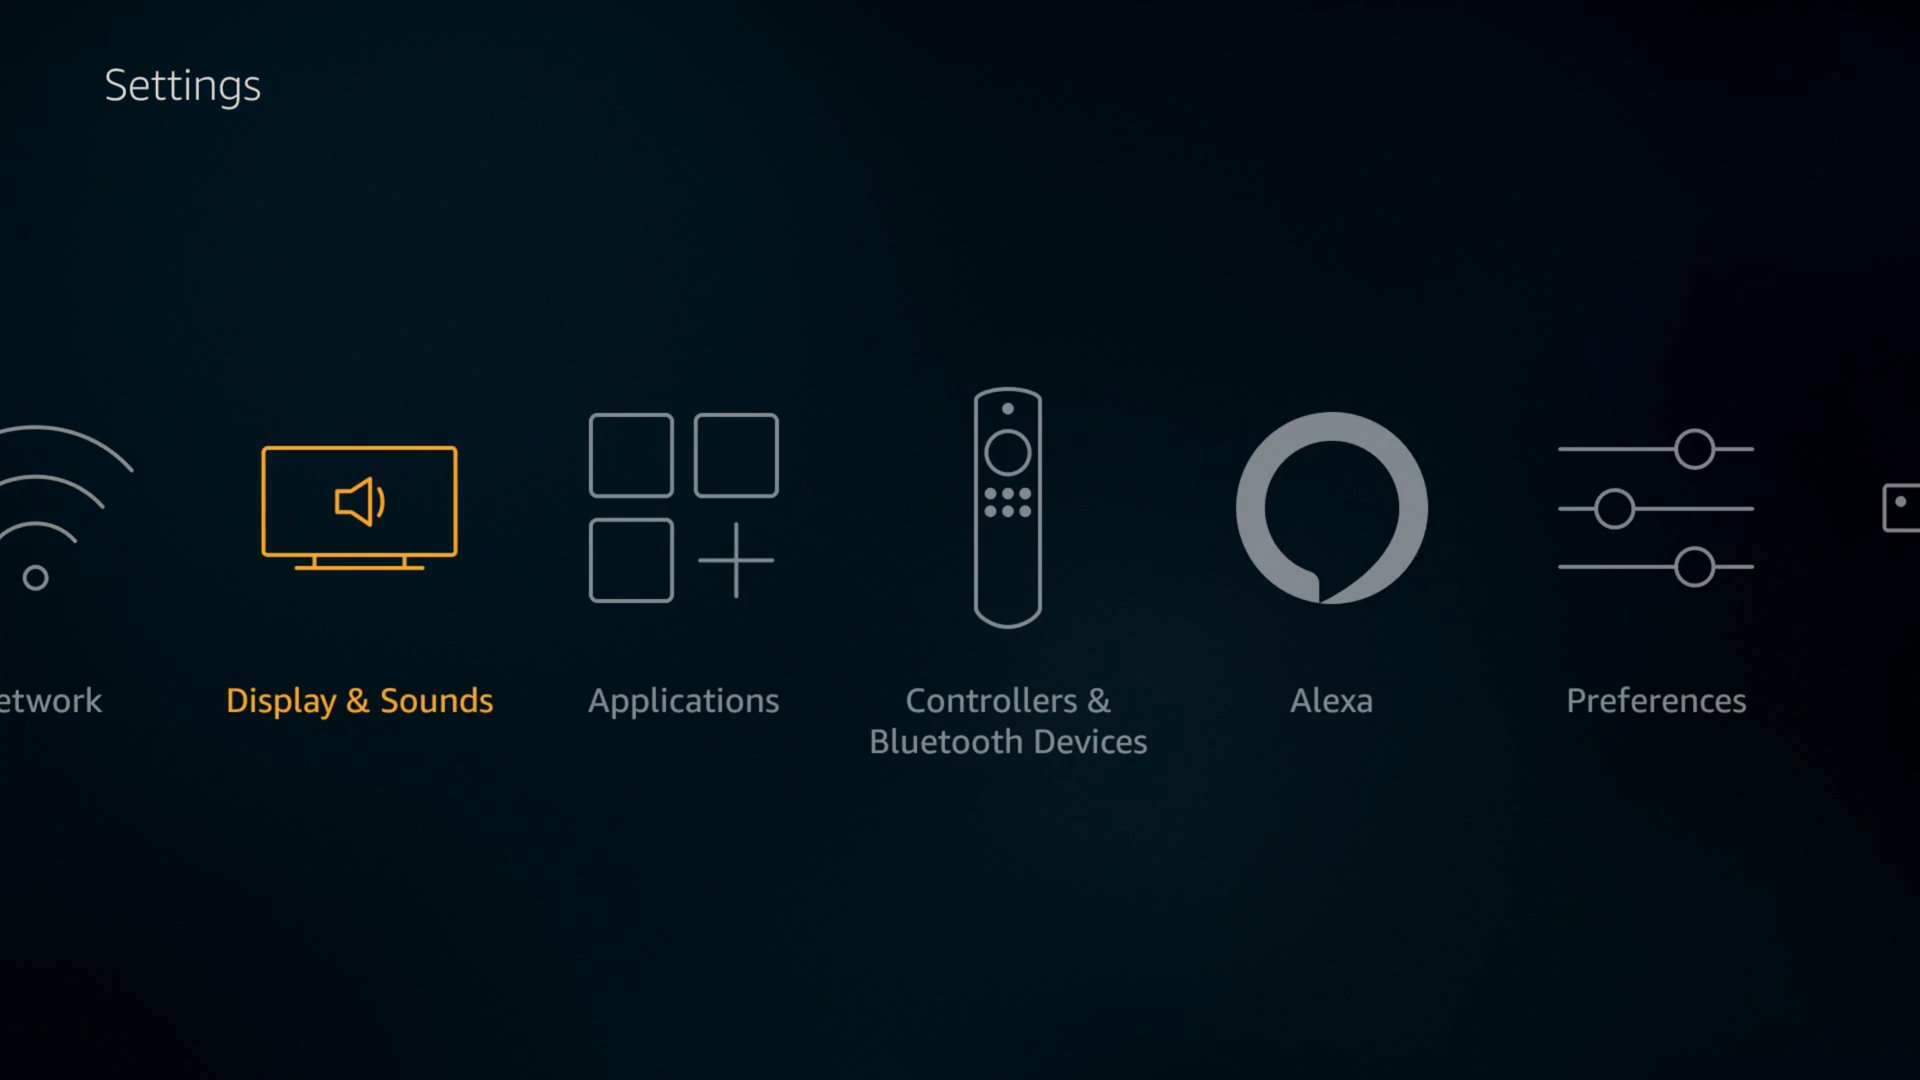 Settings
etwork
Display & Sounds
Applications
Controllers &
Bluetooth Devices
Alexa
Preferences